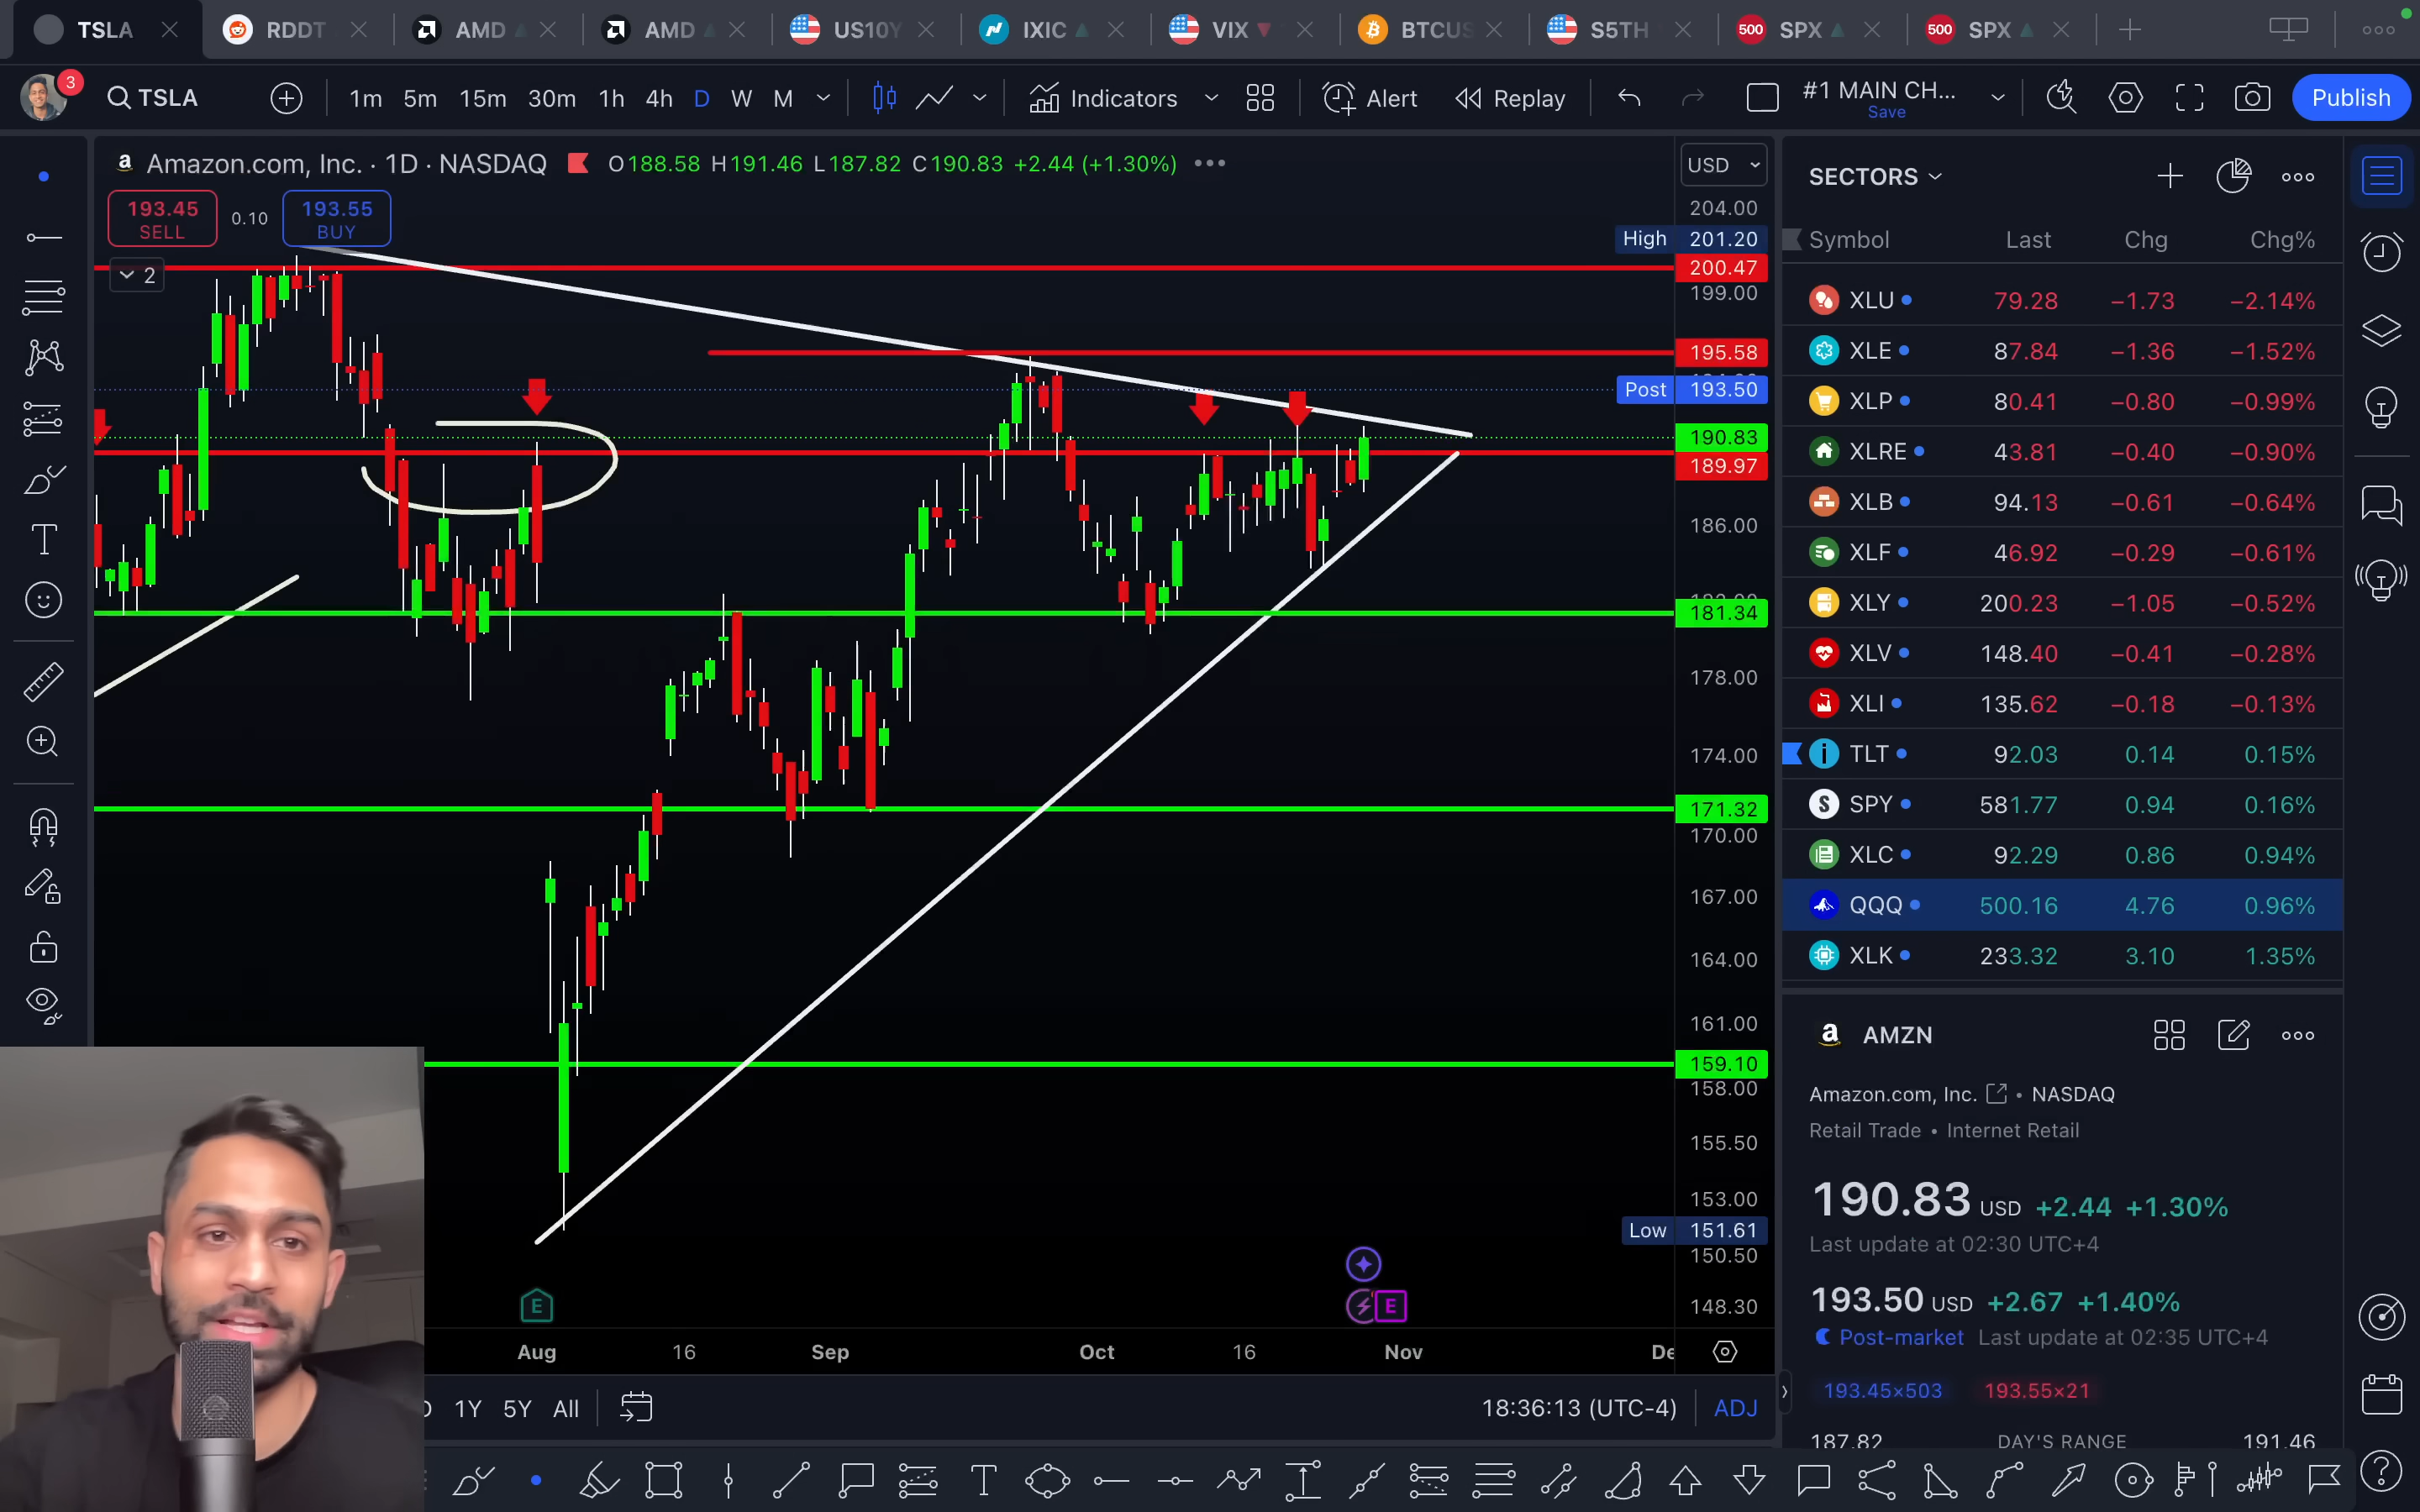 TSLA RDDT AMD AMD US10Y IXIC VIX BTCUS S5TH 500 SPX 500 SPX
3 TSLA 1m 5m 15m 30m 1h 4h D W M Indicators Alert Replay #1 MAIN CH... Save Publish
Amazon.com, Inc. · 1D · NASDAQ O188.58 H191.46 L187.82 C190.83 +2.44 (+1.30%)
193.45 SELL 0.10 193.55 BUY
2
USD
204.00
High 201.20
200.47
199.00
195.58
Post 193.50
190.83
189.97
186.00
181.34
178.00
174.00
171.32
170.00
167.00
164.00
161.00
159.10
158.00
155.50
153.00
Low 151.61
150.50
148.30
E E
Aug 16 Sep Oct 16 Nov De
1Y 5Y All 18:36:13 (UTC-4) ADJ
SECTORS
Symbol Last Chg Chg%
XLU 79.28 −1.73 −2.14%
XLE 87.84 −1.36 −1.52%
XLP 80.41 −0.80 −0.99%
XLRE 43.81 −0.40 −0.90%
XLB 94.13 −0.61 −0.64%
XLF 46.92 −0.29 −0.61%
XLY 200.23 −1.05 −0.52%
XLV 148.40 −0.41 −0.28%
XLI 135.62 −0.18 −0.13%
TLT 92.03 0.14 0.15%
SPY 581.77 0.94 0.16%
XLC 92.29 0.86 0.94%
QQQ 500.16 4.76 0.96%
XLK 233.32 3.10 1.35%
AMZN
Amazon.com, Inc. • NASDAQ
Retail Trade • Internet Retail
190.83 USD +2.44 +1.30%
Last update at 02:30 UTC+4
193.50 USD +2.67 +1.40%
Post-market Last update at 02:35 UTC+4
193.45×503 193.55×21
187.82 DAY'S RANGE 191.46